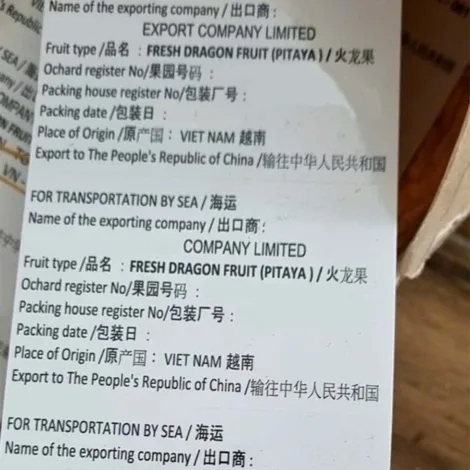 Name of the exporting company / 出口商 :
EXPORT COMPANY LIMITED
Fruit type /品名 : FRESH DRAGON FRUIT (PITAYA ) / 火龙果
Ochard register No/果园号码 :
Packing house register No/包装厂号 :
Packing date /包装日 :
Place of Origin /原产国 : VIET NAM 越南
Export to The People's Republic of China /输往中华人民共和国
FOR TRANSPORTATION BY SEA / 海运
Name of the exporting company / 出口商 :
COMPANY LIMITED
Fruit type /品名 : FRESH DRAGON FRUIT (PITAYA ) / 火龙果
Ochard register No/果园号码 :
Packing house register No/包装厂号 :
Packing date /包装日 :
Place of Origin /原产国 : VIET NAM 越南
Export to The People's Republic of China /输往中华人民共和国
FOR TRANSPORTATION BY SEA / 海运
Name of the exporting company / 出口商 :